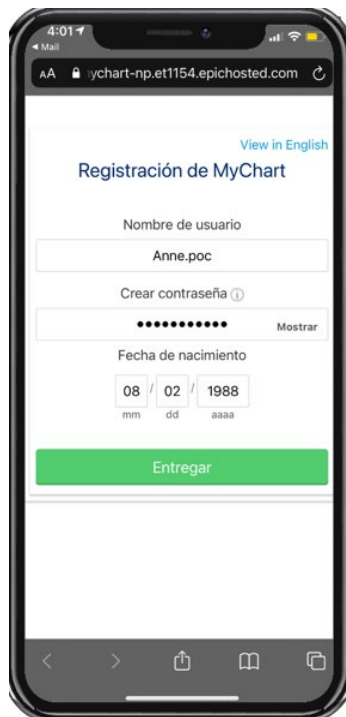 4:01
◄ Mail
AA ychart-np.et1154.epichosted.com
View in English
Registración de MyChart
Nombre de usuario
Anne.poc
Crear contraseña
Mostrar
Fecha de nacimiento
08 / 02 / 1988
mm dd aaaa
Entregar